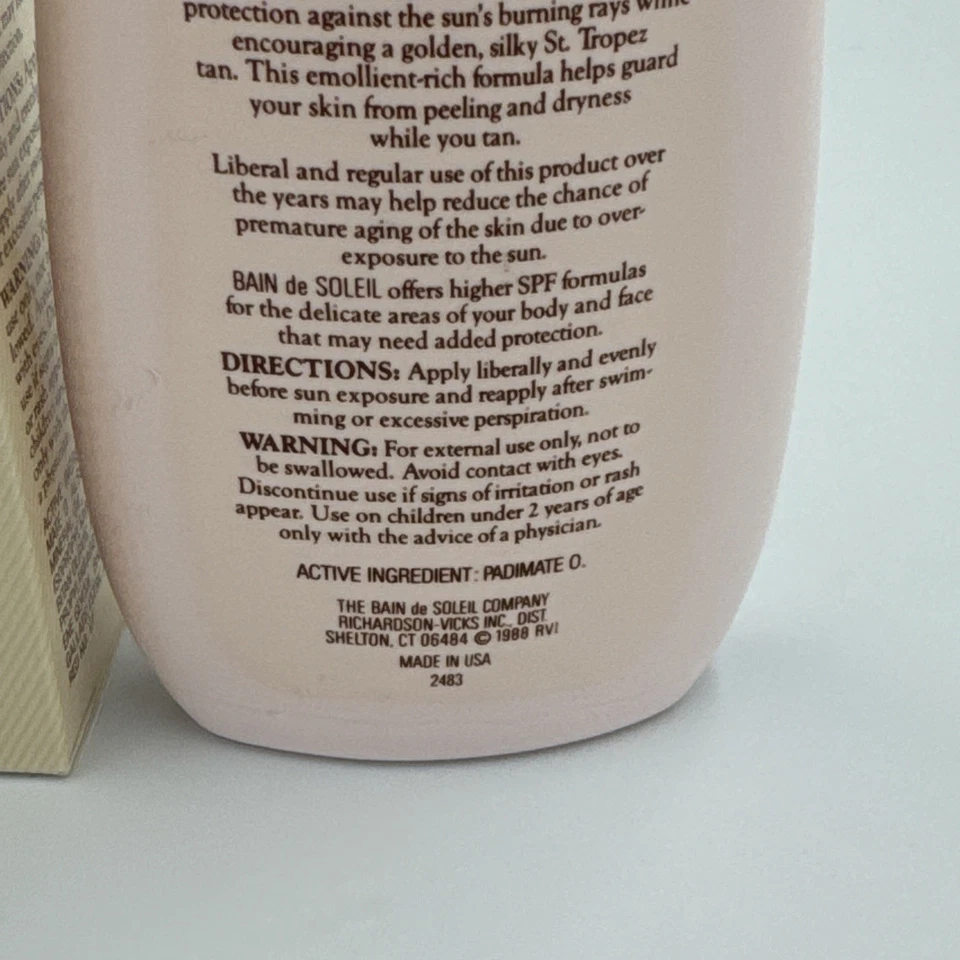 protection against the sun's burning rays while
encouraging a golden, silky St. Tropez
tan. This emollient-rich formula helps guard
your skin from peeling and dryness
while you tan.
Liberal and regular use of this product over
the years may help reduce the chance of
premature aging of the skin due to over-
exposure to the sun.
BAIN de SOLEIL offers higher SPF formulas
for the delicate areas of your body and face
that may need added protection.
DIRECTIONS: Apply liberally and evenly
before sun exposure and reapply after swim-
ming or excessive perspiration.
WARNING: For external use only, not to
be swallowed. Avoid contact with eyes.
Discontinue use if signs of irritation or rash
appear. Use on children under 2 years of age
only with the advice of a physician.
ACTIVE INGREDIENT: PADIMATE O.
THE BAIN de SOLEIL COMPANY
RICHARDSON-VICKS INC., DIST.
SHELTON, CT 06484 © 1988 RVI
MADE IN USA
2483
WARNING